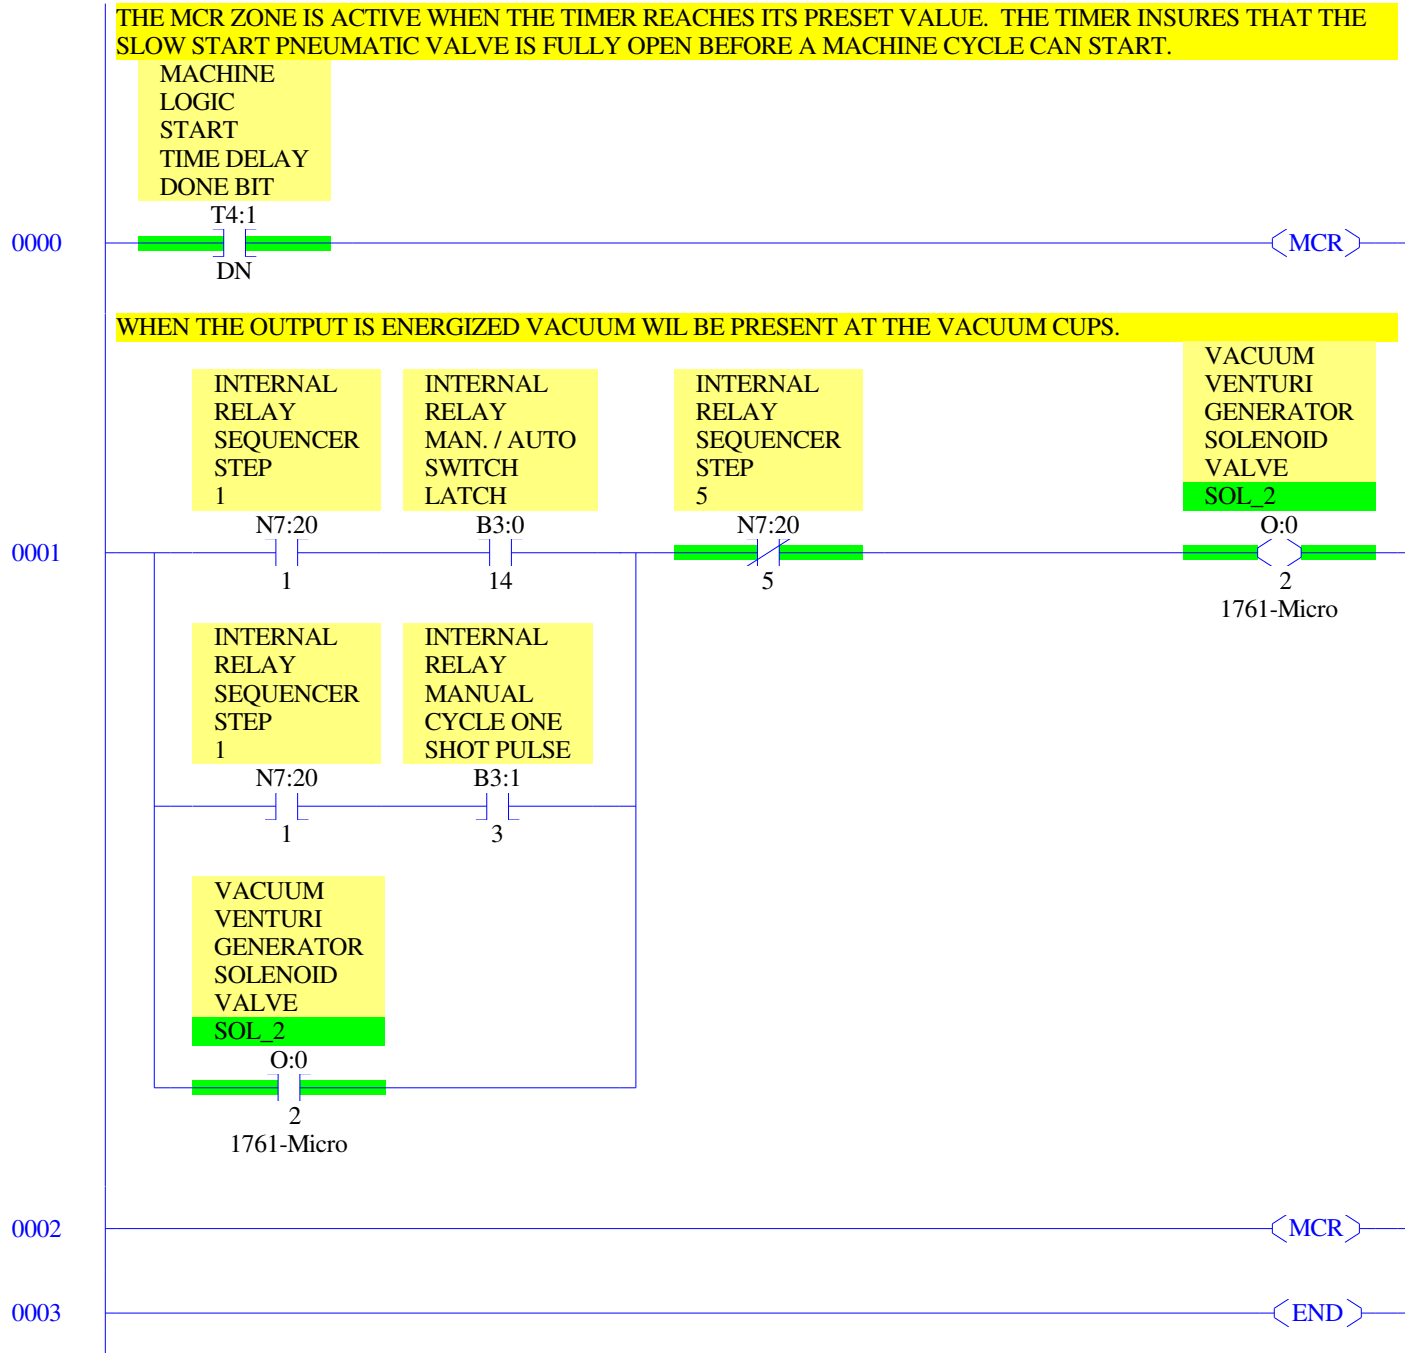 THE MCR ZONE IS ACTIVE WHEN THE TIMER REACHES ITS PRESET VALUE.  THE TIMER INSURES THAT THE
SLOW START PNEUMATIC VALVE IS FULLY OPEN BEFORE A MACHINE CYCLE CAN START.
MACHINE
LOGIC
START
TIME DELAY
DONE BIT
T4:1
0000
MCR
DN
WHEN THE OUTPUT IS ENERGIZED VACUUM WIL BE PRESENT AT THE VACUUM CUPS.
INTERNAL
RELAY
SEQUENCER
STEP
1
N7:20
1
INTERNAL
RELAY
MAN. / AUTO
SWITCH
LATCH
B3:0
14
INTERNAL
RELAY
SEQUENCER
STEP
5
N7:20
5
VACUUM
VENTURI
GENERATOR
SOLENOID
VALVE
SOL_2
O:0
2
1761-Micro
0001
INTERNAL
RELAY
SEQUENCER
STEP
1
N7:20
1
INTERNAL
RELAY
MANUAL
CYCLE ONE
SHOT PULSE
B3:1
3
VACUUM
VENTURI
GENERATOR
SOLENOID
VALVE
SOL_2
O:0
2
1761-Micro
0002
MCR
0003
END